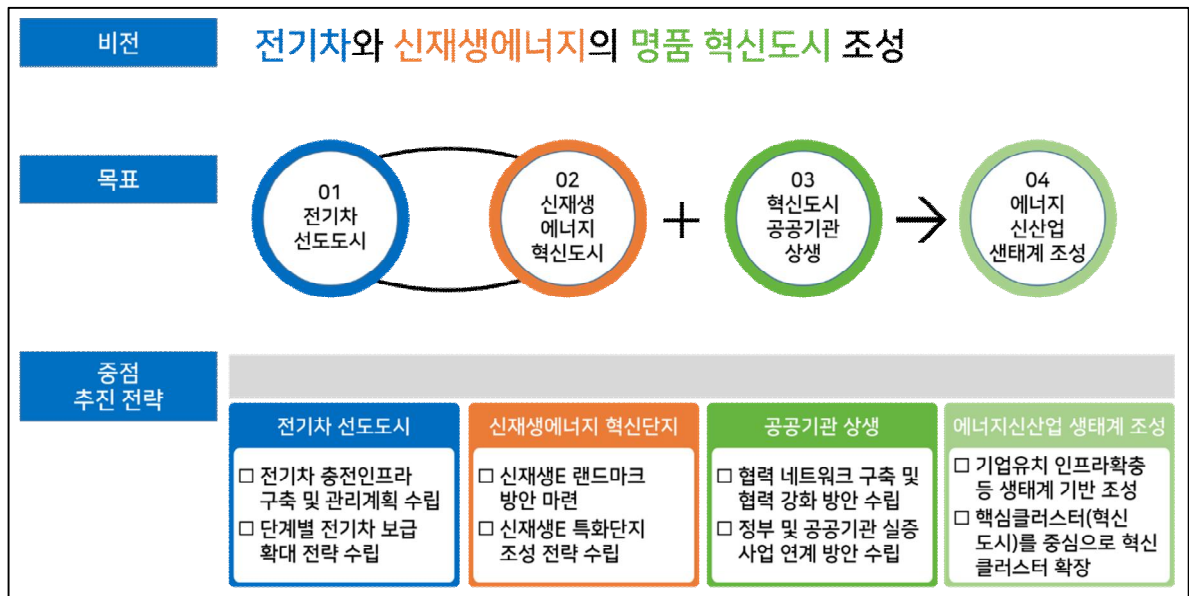 비전
전기차와 신재생에너지의 명품 혁신도시 조성
목표
01
전기차
선도도시
02
신재생
에너지
혁신도시
+
03
혁신도시
공공기관
상생
04
에너지
신산업
샌태계 조성
중점
추진 전략
전기차 선도도시
□ 전기차 충전인프라
구축 및 관리계획 수립
□ 단계별 전기차 보급
확대 전략 수립
신재생에너지 혁신단지
□ 신재생E 랜드마크
방안 마련
□ 신재생E 특화단지
조성 전략 수립
공공기관 상생
□ 협력 네트워크 구축 및
협력 강화 방안 수립
□ 정부 및 공공기관 실증
사업 연계 방안 수립
에너지신산업 생태계 조성
□ 기업유치 인프라확충
등 생태계 기반 조성
□ 핵심클러스터(혁신
도시)를 중심으로 혁신
클러스터 확장